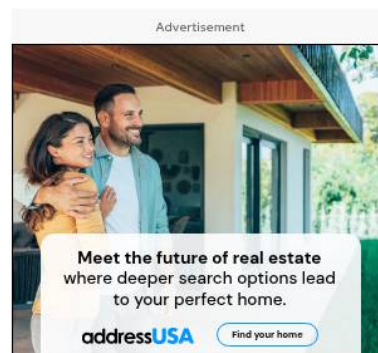 Advertisement
Meet the future of real estate
where deeper search options lead
to your perfect home.
addressUSA
Find your home